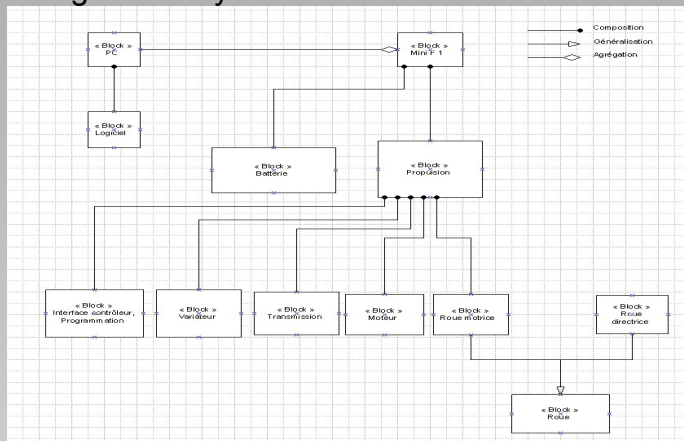 « Block »
PC
« Block »
Mini F 1
Composition
Généralisation
Agrégation
« Block »
Logiciel
« Block »
Batterie
« Block »
Propulsion
« Block »
Interface contrôleur,
Programmation
« Block »
Variateur
« Block »
Transmission
« Block »
Moteur
« Block »
Roue motrice
« Block »
Roue
directrice
« Block »
Roue